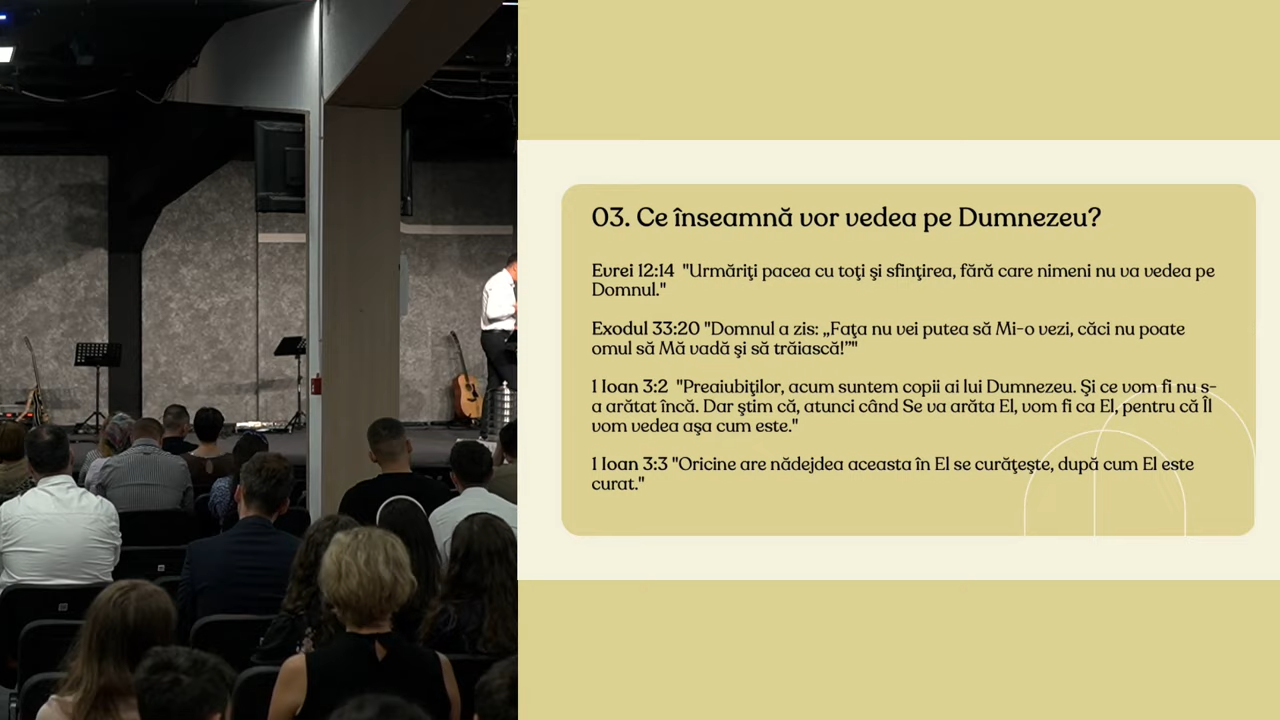 03. Ce înseamnă vor vedea pe Dumnezeu?
Evrei 12:14  "Urmăriţi pacea cu toţi şi sfinţirea, fără care nimeni nu va vedea pe
Domnul."
Exodul 33:20 "Domnul a zis: „Faţa nu vei putea să Mi-o vezi, căci nu poate
omul să Mă vadă şi să trăiască!”"
1 Ioan 3:2  "Preaiubiţilor, acum suntem copii ai lui Dumnezeu. Şi ce vom fi nu s-
a arătat încă. Dar ştim că, atunci când Se va arăta El, vom fi ca El, pentru că Îl
vom vedea aşa cum este."
1 Ioan 3:3 "Oricine are nădejdea aceasta în El se curăţeşte, după cum El este
curat."